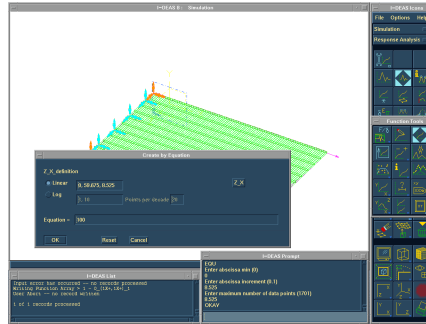 I-DEAS 8 : Simulation
I-DEAS Icons
File Options Help
Simulation
Response Analysis
Function Tools
Create by Equation
Z_X_definition
Linear
0, 50.675, 0.525
Z_X
Log
Points per decade 20
Equation = 100
OK Reset Cancel
I-DEAS List
Input error has occurred -- no records processed
User Abort -- no record written
1 of 1 records processed
I-DEAS Prompt
EQU
Enter abscissa min (0)
0
Enter abscissa increment (0.1)
0.525
Enter maximum number of data points (1701)
0.525
OKAY